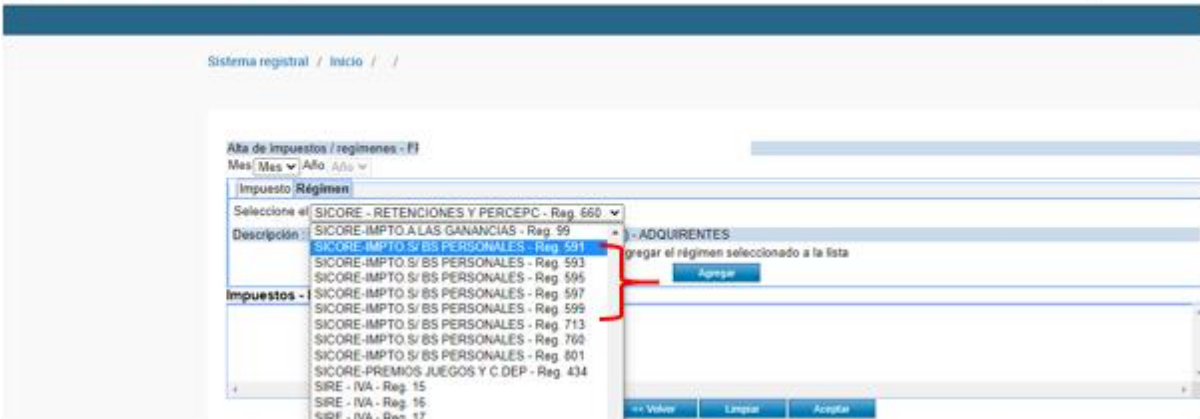 Sistema registral / Inicio / /
Alta de impuestos / regimenes -
Mes Mes Año Año
Impuesto Régimen
Seleccione el SICORE - RETENCIONES Y PERCEPC - Reg. 660
Descripción : ) - ADQUIRENTES
SICORE-IMPTO.A LAS GANANCIAS - Reg. 99
SICORE-IMPTO.S/ BS PERSONALES - Reg. 591
SICORE-IMPTO.S/ BS PERSONALES - Reg. 593
SICORE-IMPTO.S/ BS PERSONALES - Reg. 595
SICORE-IMPTO.S/ BS PERSONALES - Reg. 597
SICORE-IMPTO.S/ BS PERSONALES - Reg. 599
SICORE-IMPTO.S/ BS PERSONALES - Reg. 713
SICORE-IMPTO.S/ BS PERSONALES - Reg. 760
SICORE-IMPTO.S/ BS PERSONALES - Reg. 801
SICORE-PREMIOS JUEGOS Y C.DEP - Reg. 434
SIRE - IVA - Reg. 15
SIRE - IVA - Reg. 16
SIRE - IVA - Reg. 17
gregar el régimen seleccionado a la lista
Agregar
Impuestos -
<< Volver Limpiar Aceptar